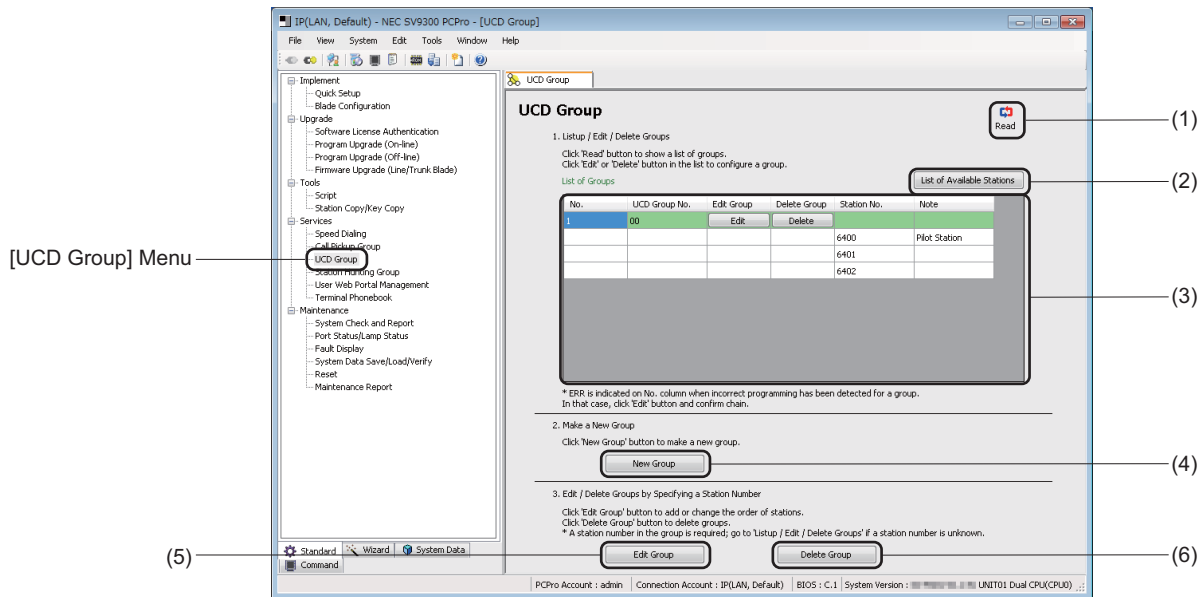 IP(LAN, Default) - NEC SV9300 PCPro - [UCD Group]
File View System Edit Tools Window Help
Implement
Quick Setup
Blade Configuration
Upgrade
Software License Authentication
Program Upgrade (On-line)
Program Upgrade (Off-line)
Firmware Upgrade (Line/Trunk Blade)
Tools
Script
Station Copy/Key Copy
Services
Speed Dialing
Call Pickup Group
UCD Group
Station Hunting Group
User Web Portal Management
Terminal Phonebook
Maintenance
System Check and Report
Port Status/Lamp Status
Fault Display
System Data Save/Load/Verify
Reset
Maintenance Report
[UCD Group] Menu
Standard Wizard System Data
Command
(5)
UCD Group
UCD Group
Read
(1)
1. Listup / Edit / Delete Groups
Click 'Read' button to show a list of groups.
Click 'Edit' or 'Delete' button in the list to configure a group.
List of Groups
List of Available Stations
(2)
No. UCD Group No. Edit Group Delete Group Station No. Note
1 00 Edit Delete
6400 Pilot Station
6401
6402
(3)
* ERR is indicated on No. column when incorrect programming has been detected for a group.
In that case, click 'Edit' button and confirm chain.
2. Make a New Group
Click 'New Group' button to make a new group.
New Group
(4)
3. Edit / Delete Groups by Specifying a Station Number
Click 'Edit Group' button to add or change the order of stations.
Click 'Delete Group' button to delete groups.
* A station number in the group is required; go to 'Listup / Edit / Delete Groups' if a station number is unknown.
Edit Group Delete Group
(6)
PCPro Account : admin Connection Account : IP(LAN, Default) BIOS : C.1 System Version : UNIT01 Dual CPU(CPU0)